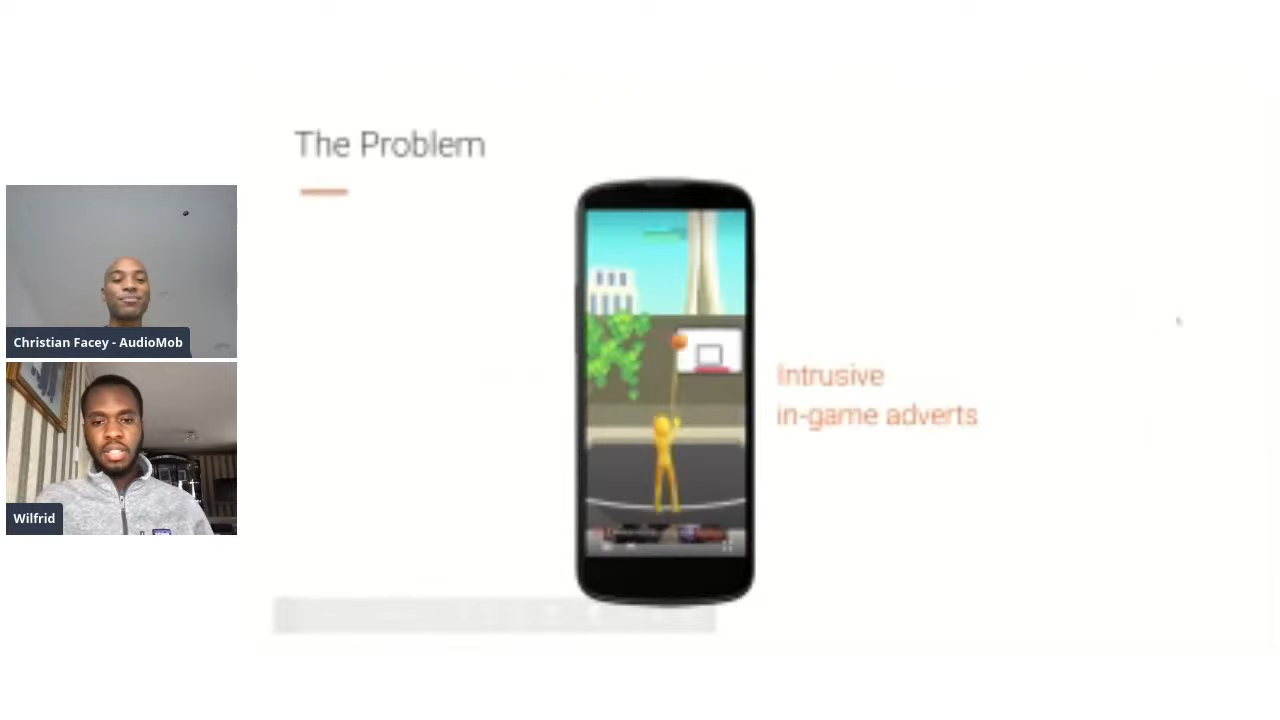 The Problem
Christian Facey - AudioMob
Intrusive
in-game adverts
Wilfrid